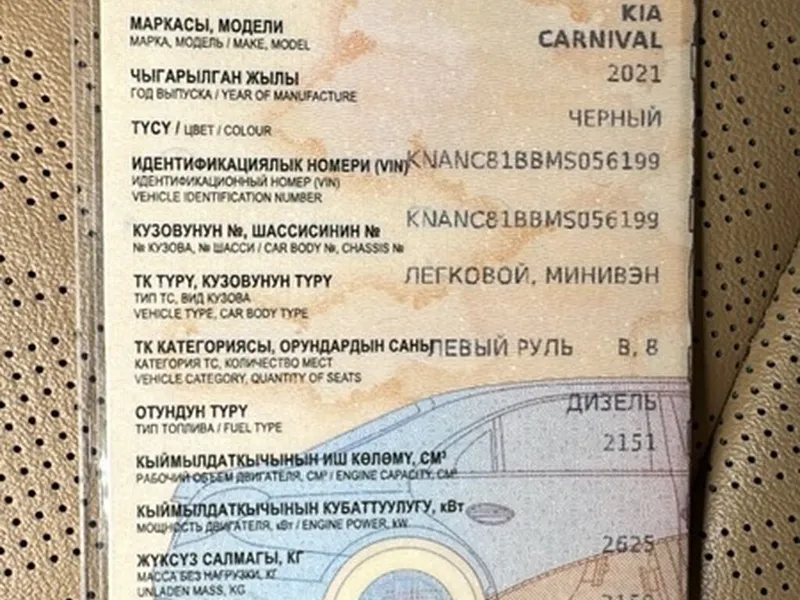 МАРКАСЫ, МОДЕЛИ
МАРКА, МОДЕЛЬ / MAKE, MODEL
KIA
CARNIVAL
ЧЫГАРЫЛГАН ЖЫЛЫ
ГОД ВЫПУСКА / YEAR OF MANUFACTURE
2021
ТҮСҮ / ЦВЕТ / COLOUR
ЧЕРНЫЙ
ИДЕНТИФИКАЦИЯЛЫК НОМЕРИ (VIN)
ИДЕНТИФИКАЦИОННЫЙ НОМЕР (VIN)
VEHICLE IDENTIFICATION NUMBER
KNANC81BBMS056199
КУЗОВУНУН №, ШАССИСИНИН №
№ КУЗОВА, № ШАССИ / CAR BODY №, CHASSIS №
KNANC81BBMS056199
ТК ТҮРҮ, КУЗОВУНУН ТҮРҮ
ТИП ТС, ВИД КУЗОВА
VEHICLE TYPE, CAR BODY TYPE
ЛЕГКОВОЙ, МИНИВЭН
ТК КАТЕГОРИЯСЫ, ОРУНДАРДЫН САНЫ
КАТЕГОРИЯ ТС, КОЛИЧЕСТВО МЕСТ
VEHICLE CATEGORY, QUANTITY OF SEATS
ЛЕВЫЙ РУЛЬ B, 8
ОТУНДУН ТҮРҮ
ТИП ТОПЛИВА / FUEL TYPE
ДИЗЕЛЬ
КЫЙМЫЛДАТКЫЧЫНЫН ИШ КӨЛӨМҮ, СМ³
РАБОЧИЙ ОБЪЕМ ДВИГАТЕЛЯ, СМ³ / ENGINE CAPACITY, CM³
2151
КЫЙМЫЛДАТКЫЧЫНЫН КУБАТТУУЛУГУ, кВт
МОЩНОСТЬ ДВИГАТЕЛЯ, кВт / ENGINE POWER, kW
ЖҮКСҮЗ САЛМАГЫ, КГ
МАССА БЕЗ НАГРУЗКИ, КГ
UNLADEN MASS, KG
2625